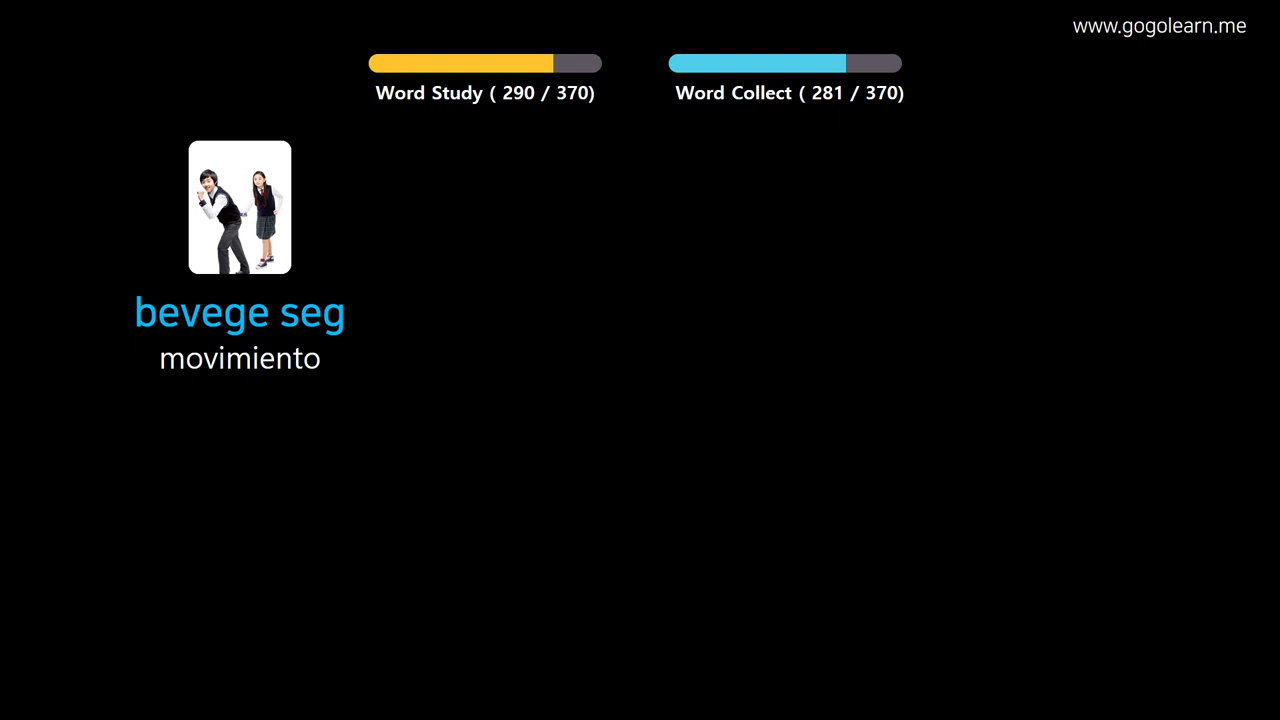 www.gogolearn.me
Word Study ( 290 / 370)
Word Collect ( 281 / 370)
bevege seg
movimiento